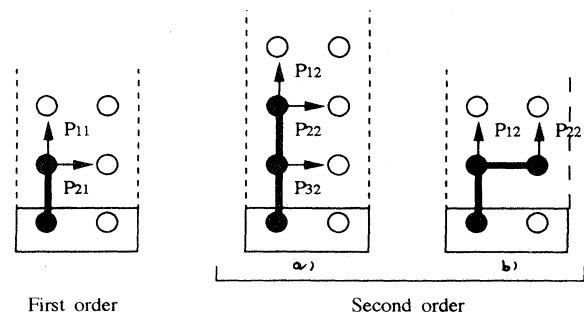 P12
P11
P22
P12
P22
P21
P32
a)
b)
First order
Second order